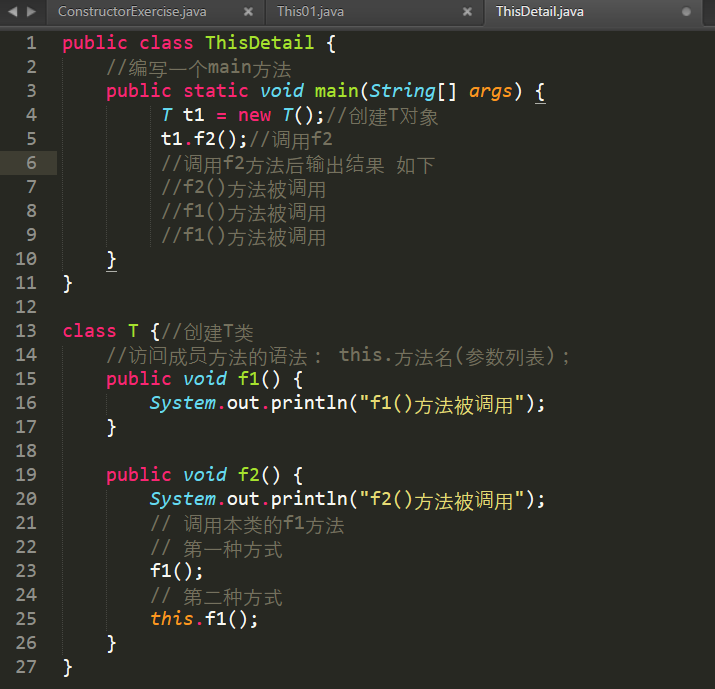 ConstructorExercise.java × This01.java × ThisDetail.java
1 public class ThisDetail {
2 //编写一个main方法
3 public static void main(String[] args) {
4 T t1 = new T();//创建T对象
5 t1.f2();//调用f2
6 //调用f2方法后输出结果 如下
7 //f2()方法被调用
8 //f1()方法被调用
9 //f1()方法被调用
10 }
11 }
12
13 class T {//创建T类
14 //访问成员方法的语法： this.方法名(参数列表)；
15 public void f1() {
16 System.out.println("f1()方法被调用");
17 }
18
19 public void f2() {
20 System.out.println("f2()方法被调用");
21 // 调用本类的f1方法
22 // 第一种方式
23 f1();
24 // 第二种方式
25 this.f1();
26 }
27 }